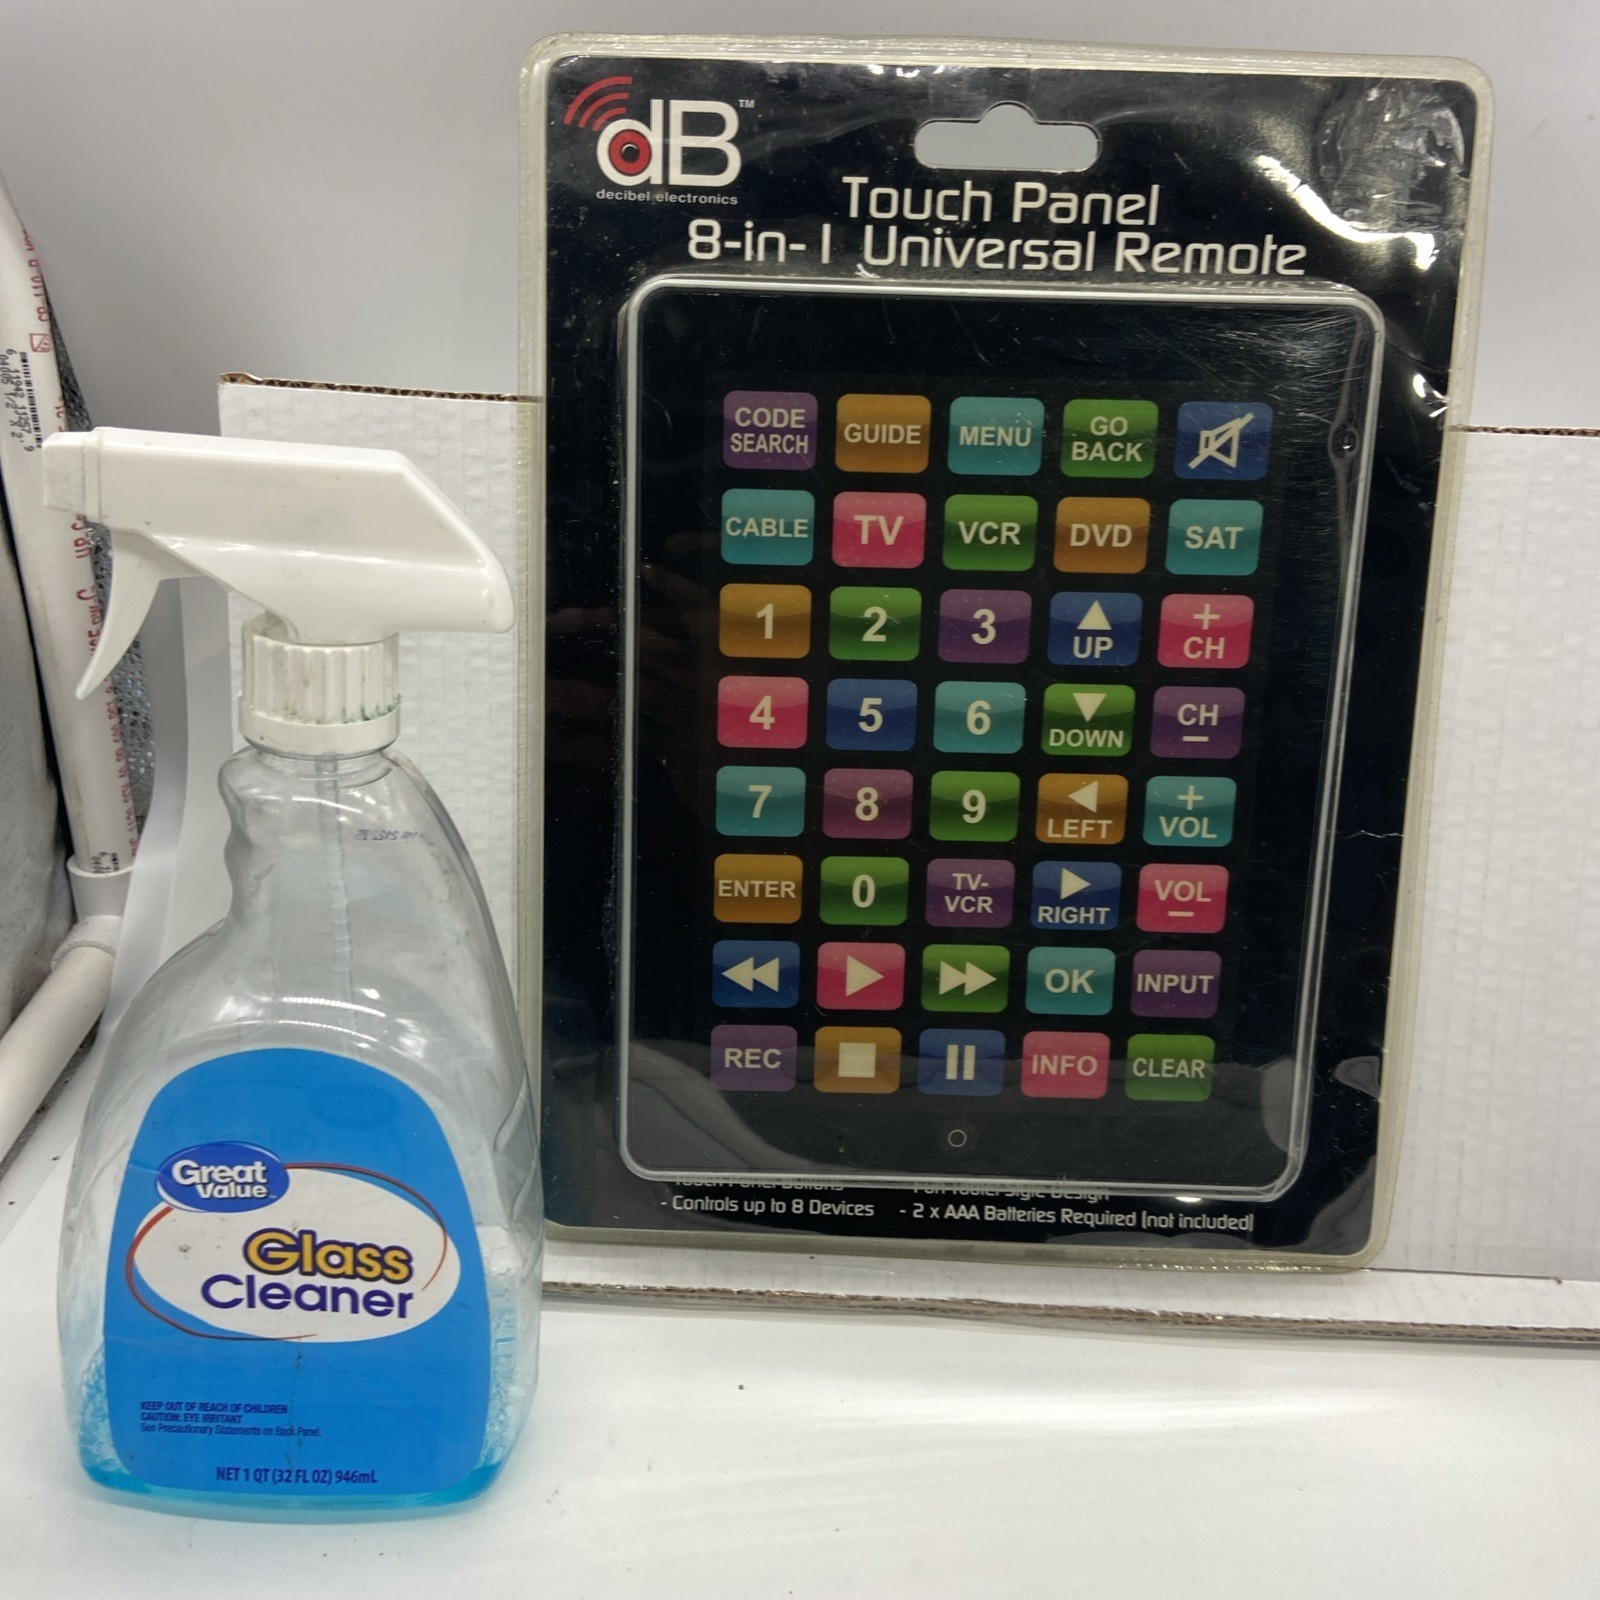 dB™
decibel electronics
Touch Panel
8-in-1 Universal Remote
CODE
SEARCH
GUIDE
MENU
GO
BACK
CABLE
TV
VCR
DVD
SAT
1
2
3
UP
+
CH
4
5
6
DOWN
CH
–
7
8
9
LEFT
+
VOL
ENTER
0
TV-
VCR
RIGHT
VOL
–
OK
INPUT
REC
INFO
CLEAR
- Controls up to 8 Devices
- 2 x AAA Batteries Required (not included)
Great
Value™
Glass
Cleaner
KEEP OUT OF REACH OF CHILDREN
CAUTION: EYE IRRITANT
See Precautionary Statements on Back Panel.
NET 1 QT (32 FL OZ) 946mL